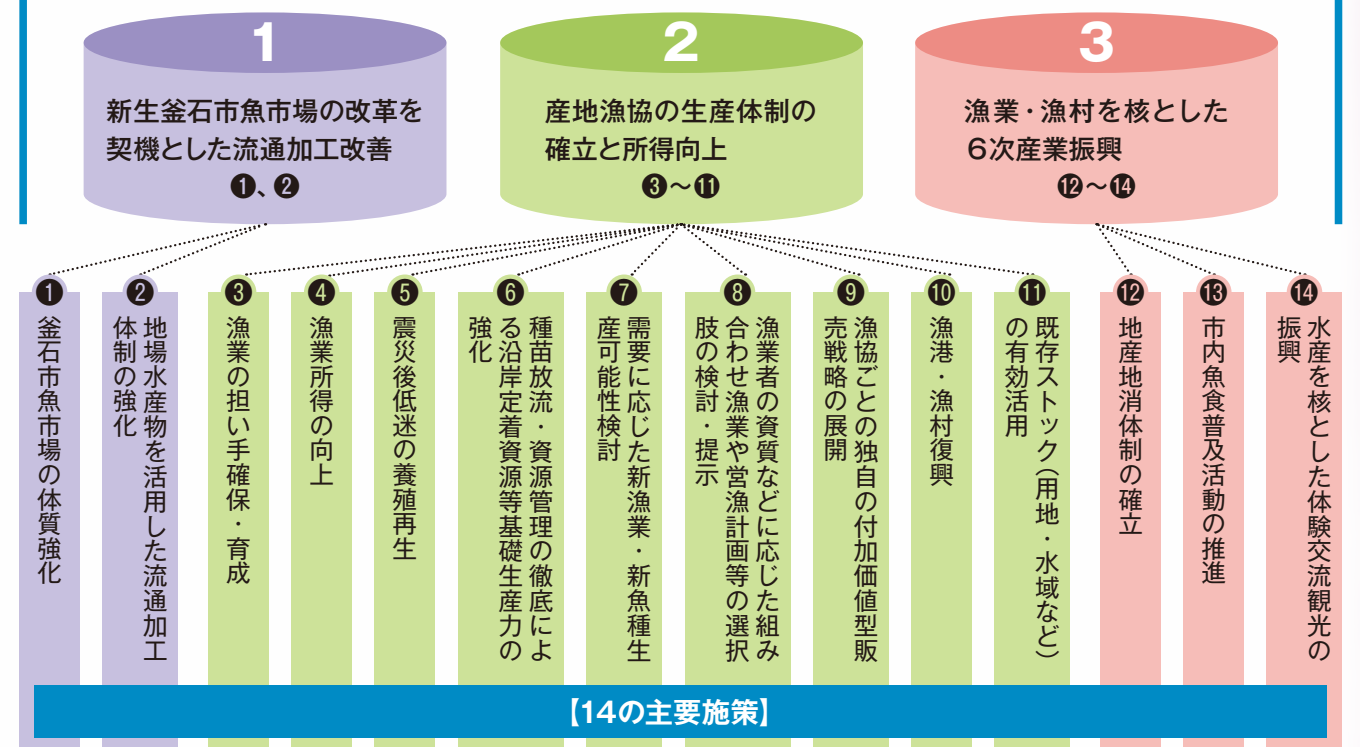 1
新生釜石市魚市場の改革を
契機とした流通加工改善
❶、❷
2
産地漁協の生産体制の
確立と所得向上
❸〜⓫
3
漁業・漁村を核とした
6次産業振興
⓬〜⓮
❶
釜石市魚市場の体質強化
❷
地場水産物を活用した流通加工
体制の強化
❸
漁業の担い手確保・育成
❹
漁業所得の向上
❺
震災後低迷の養殖再生
❻
種苗放流・資源管理の徹底によ
る沿岸定着資源等基礎生産力の
強化
❼
需要に応じた新漁業・新魚種生
産可能性検討
❽
漁業者の資質などに応じた組み
合わせ漁業や営漁計画等の選択
肢の検討・提示
❾
漁協ごとの独自の付加価値型販
売戦略の展開
❿
漁港・漁村復興
⓫
既存ストック(用地・水域など)
の有効活用
⓬
地産地消体制の確立
⓭
市内魚食普及活動の推進
⓮
水産を核とした体験交流観光の
振興
【14の主要施策】